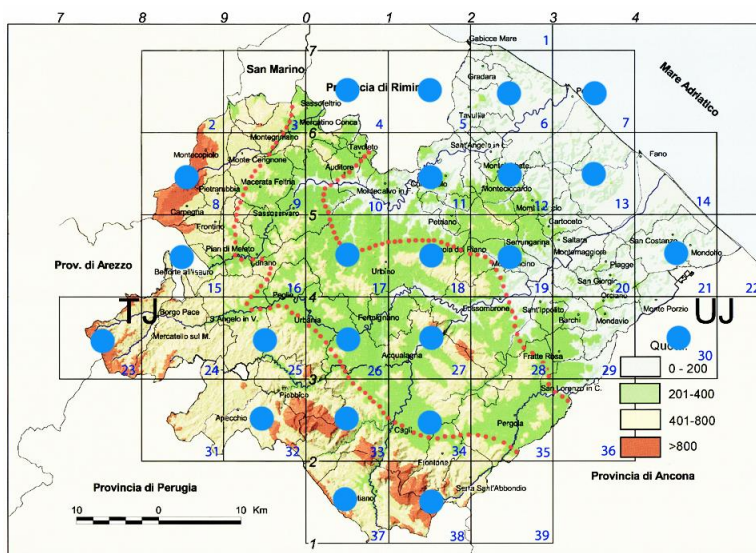 7 8 9 0 1 2 3 4
Gabicce Mare
1
7
San Marino
Gradara
Mare Adriatico
Provincia di Rimin
Sassofeltrio
Mercatino Conca
Tavullia
2 3 4 5 6 7
6
Montegrimano
Sant'Angelo in L
Tavoleto
Montecopiolo
Monte Cerignone
Auditore
Fano
Pietrarubbia
Macerata Feltria
Montecalvo in F
Monteciccardo
8 9 10 11 12 13 14
Carpegna
Sassocorvaro
5
Petriano
Cartoceto
Frontino
Serrungarina
Saltara
San Costanzo
Pian di Meleto
Montemaggiore
Mondolfo
Prov. di Arezzo
Lunano
Urbino
Piagge
Belforte all'Isauro
San Giorgio
15 16 17 18 19 20 21 22
Peglio
4
Orciano
TJ
UJ
Borgo Pace
S.Angelo in V.
Urbania
Fermignano
Fossombrone
Sant'Ippolito
Monte Porzio
Barchi
Mondavio
Mercatello sul M.
Acqualagna
Fratte Rosa
Quo
30
23 24 25 26 27 28 29
0 - 200
3
San Lorenzo in C.
Piobbico
201-400
Apecchio
Pergola
401-800
Cagli
31 32 33 34 35 36
>800
2
Frontone
Provincia di Ancona
Provincia di Perugia
Serra Sant'Abbondio
10 0 10 Km
37 38 39
1